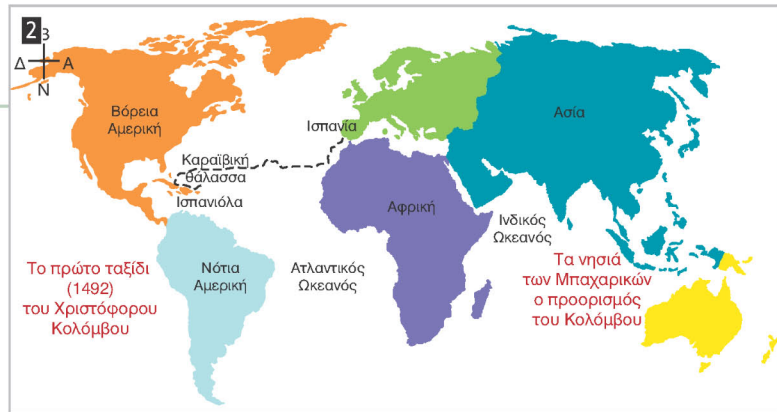 2
Β
Δ Α
Ν
Βόρεια
Αμερική
Ισπανία
Ασία
Καραϊβική
θάλασσα
Ισπανιόλα
Αφρική
Ινδικός
Ωκεανός
Το πρώτο ταξίδι
(1492)
του Χριστόφορου
Κολόμβου
Νότια
Αμερική
Ατλαντικός
Ωκεανός
Τα νησιά
των Μπαχαρικών
ο προορισμός
του Κολόμβου